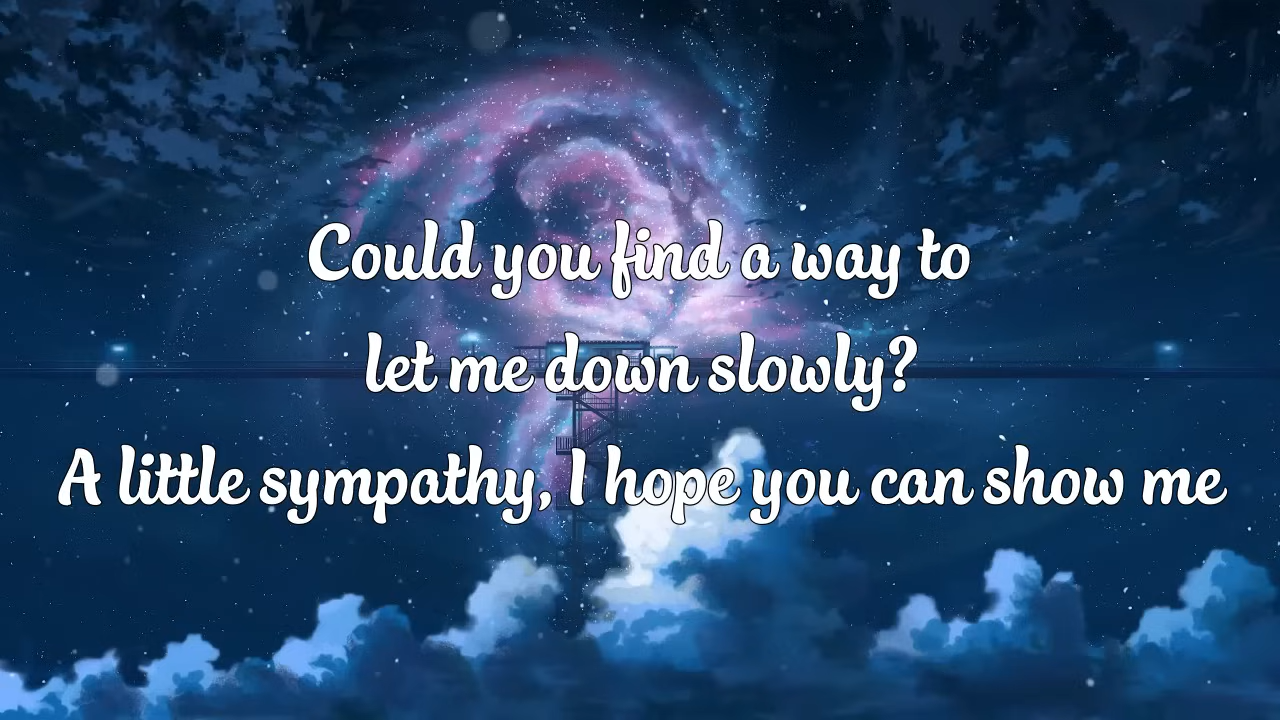 Could you find a way to
let me down slowly?
A little sympathy, I hope you can show me